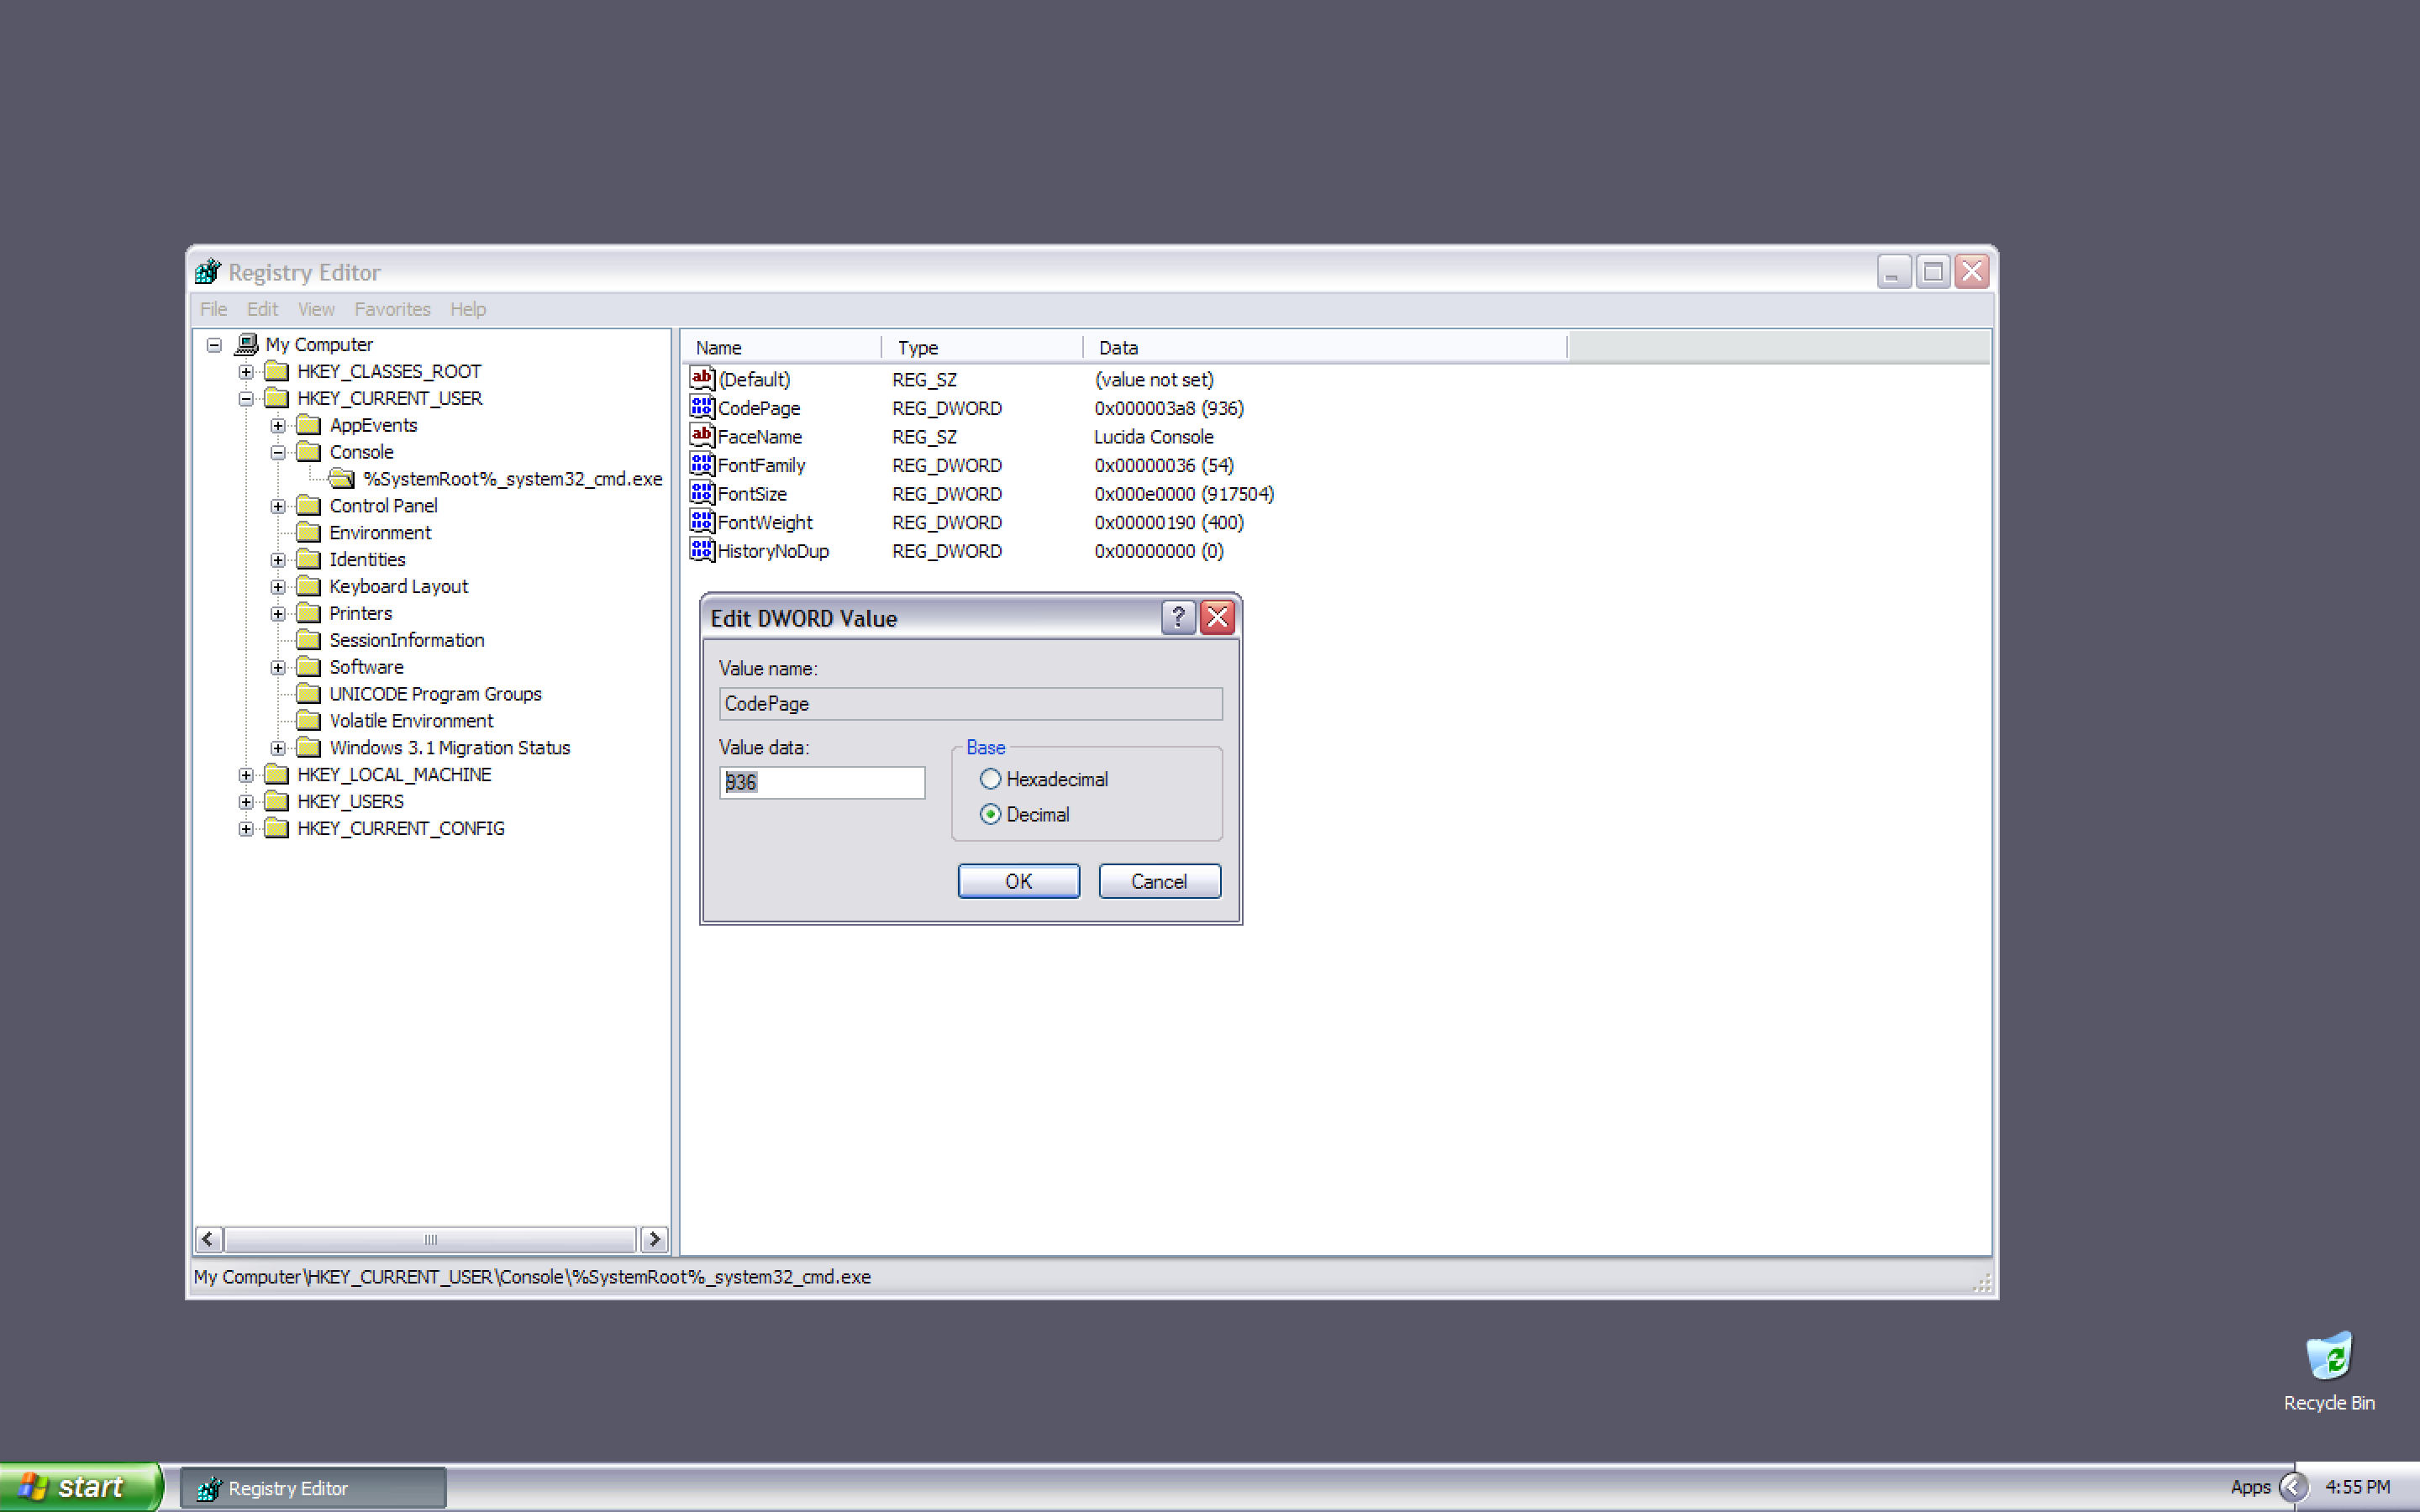 Registry Editor
File Edit View Favorites Help
My Computer
HKEY_CLASSES_ROOT
HKEY_CURRENT_USER
AppEvents
Console
%SystemRoot%_system32_cmd.exe
Control Panel
Environment
Identities
Keyboard Layout
Printers
SessionInformation
Software
UNICODE Program Groups
Volatile Environment
Windows 3.1 Migration Status
HKEY_LOCAL_MACHINE
HKEY_USERS
HKEY_CURRENT_CONFIG
Name Type Data
(Default) REG_SZ (value not set)
CodePage REG_DWORD 0x000003a8 (936)
FaceName REG_SZ Lucida Console
FontFamily REG_DWORD 0x00000036 (54)
FontSize REG_DWORD 0x000e0000 (917504)
FontWeight REG_DWORD 0x00000190 (400)
HistoryNoDup REG_DWORD 0x00000000 (0)
Edit DWORD Value
Value name:
CodePage
Value data:
936
Base
Hexadecimal
Decimal
OK Cancel
My Computer\HKEY_CURRENT_USER\Console\%SystemRoot%_system32_cmd.exe
Recycle Bin
start Registry Editor Apps 4:55 PM